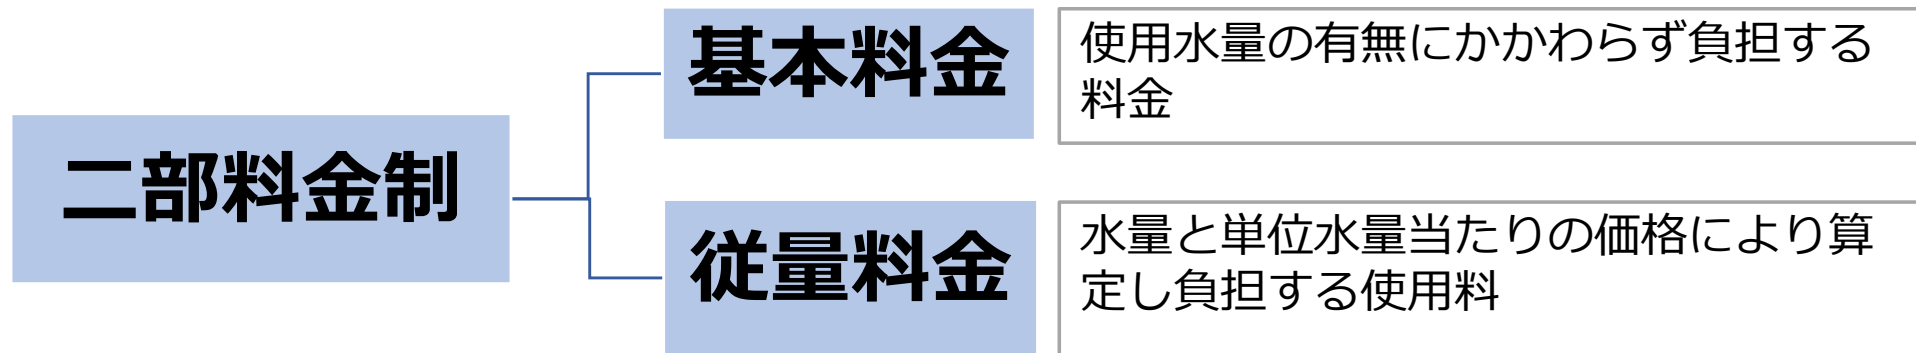 二部料金制
基本料金
使用水量の有無にかかわらず負担する
料金
従量料金
水量と単位水量当たりの価格により算
定し負担する使用料